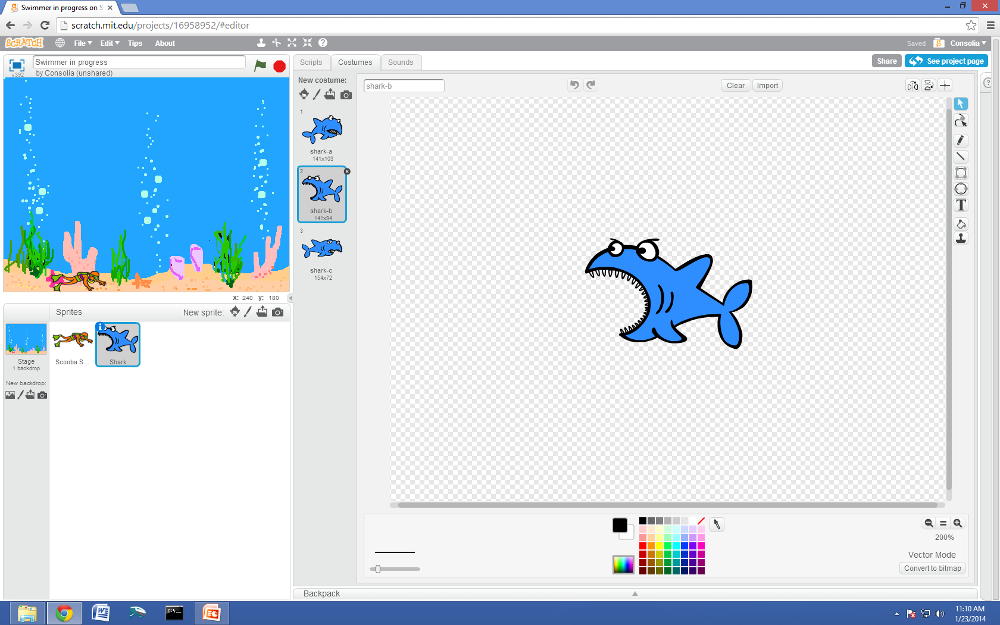 Swimmer in progress on S
scratch.mit.edu/projects/16958952/#editor
SCRATCH File Edit Tips About Saved S Consolia
Swimmer in progress
v392 by Consolia (unshared)
Scripts Costumes Sounds
Share See project page
New costume:
shark-b
Clear Import
1
shark-a
141x103
2
shark-b
141x94
3
shark-c
154x72
T
x: 240 y: 180
Sprites New sprite:
Stage
1 backdrop
New backdrop:
Scooba S...
Shark
200%
Vector Mode
Convert to bitmap
Backpack
C:\_
11:10 AM
1/23/2014